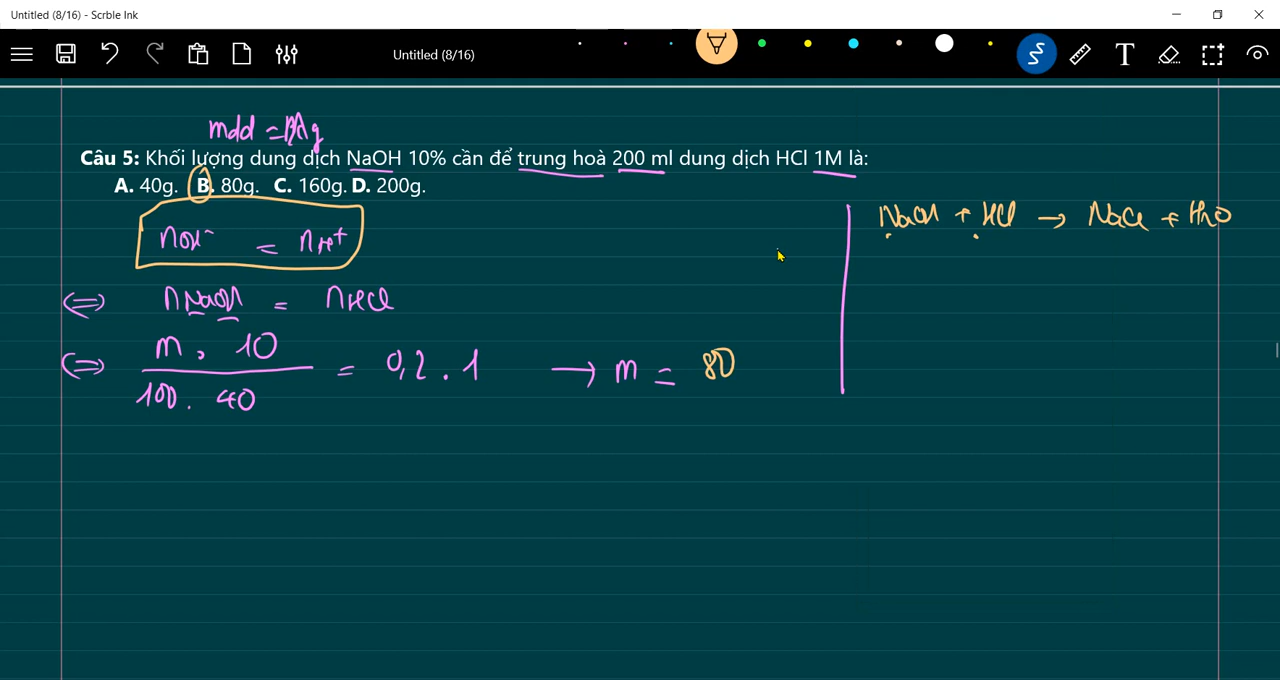 Untitled (8/16) - Scrble Ink
Untitled (8/16)
T
mdd =
Câu 5: Khối lượng dung dịch NaOH 10% cần để trung hoà 200 ml dung dịch HCl 1M là:
A. 40g. B. 80g. C. 160g. D. 200g.
nOH⁻ = nH⁺
NaOH + HCl → NaCl + H₂O
⇔ nNaOH = nHCl
⇔ m . 10 / 100 . 40 = 0,2 . 1 → m = 80